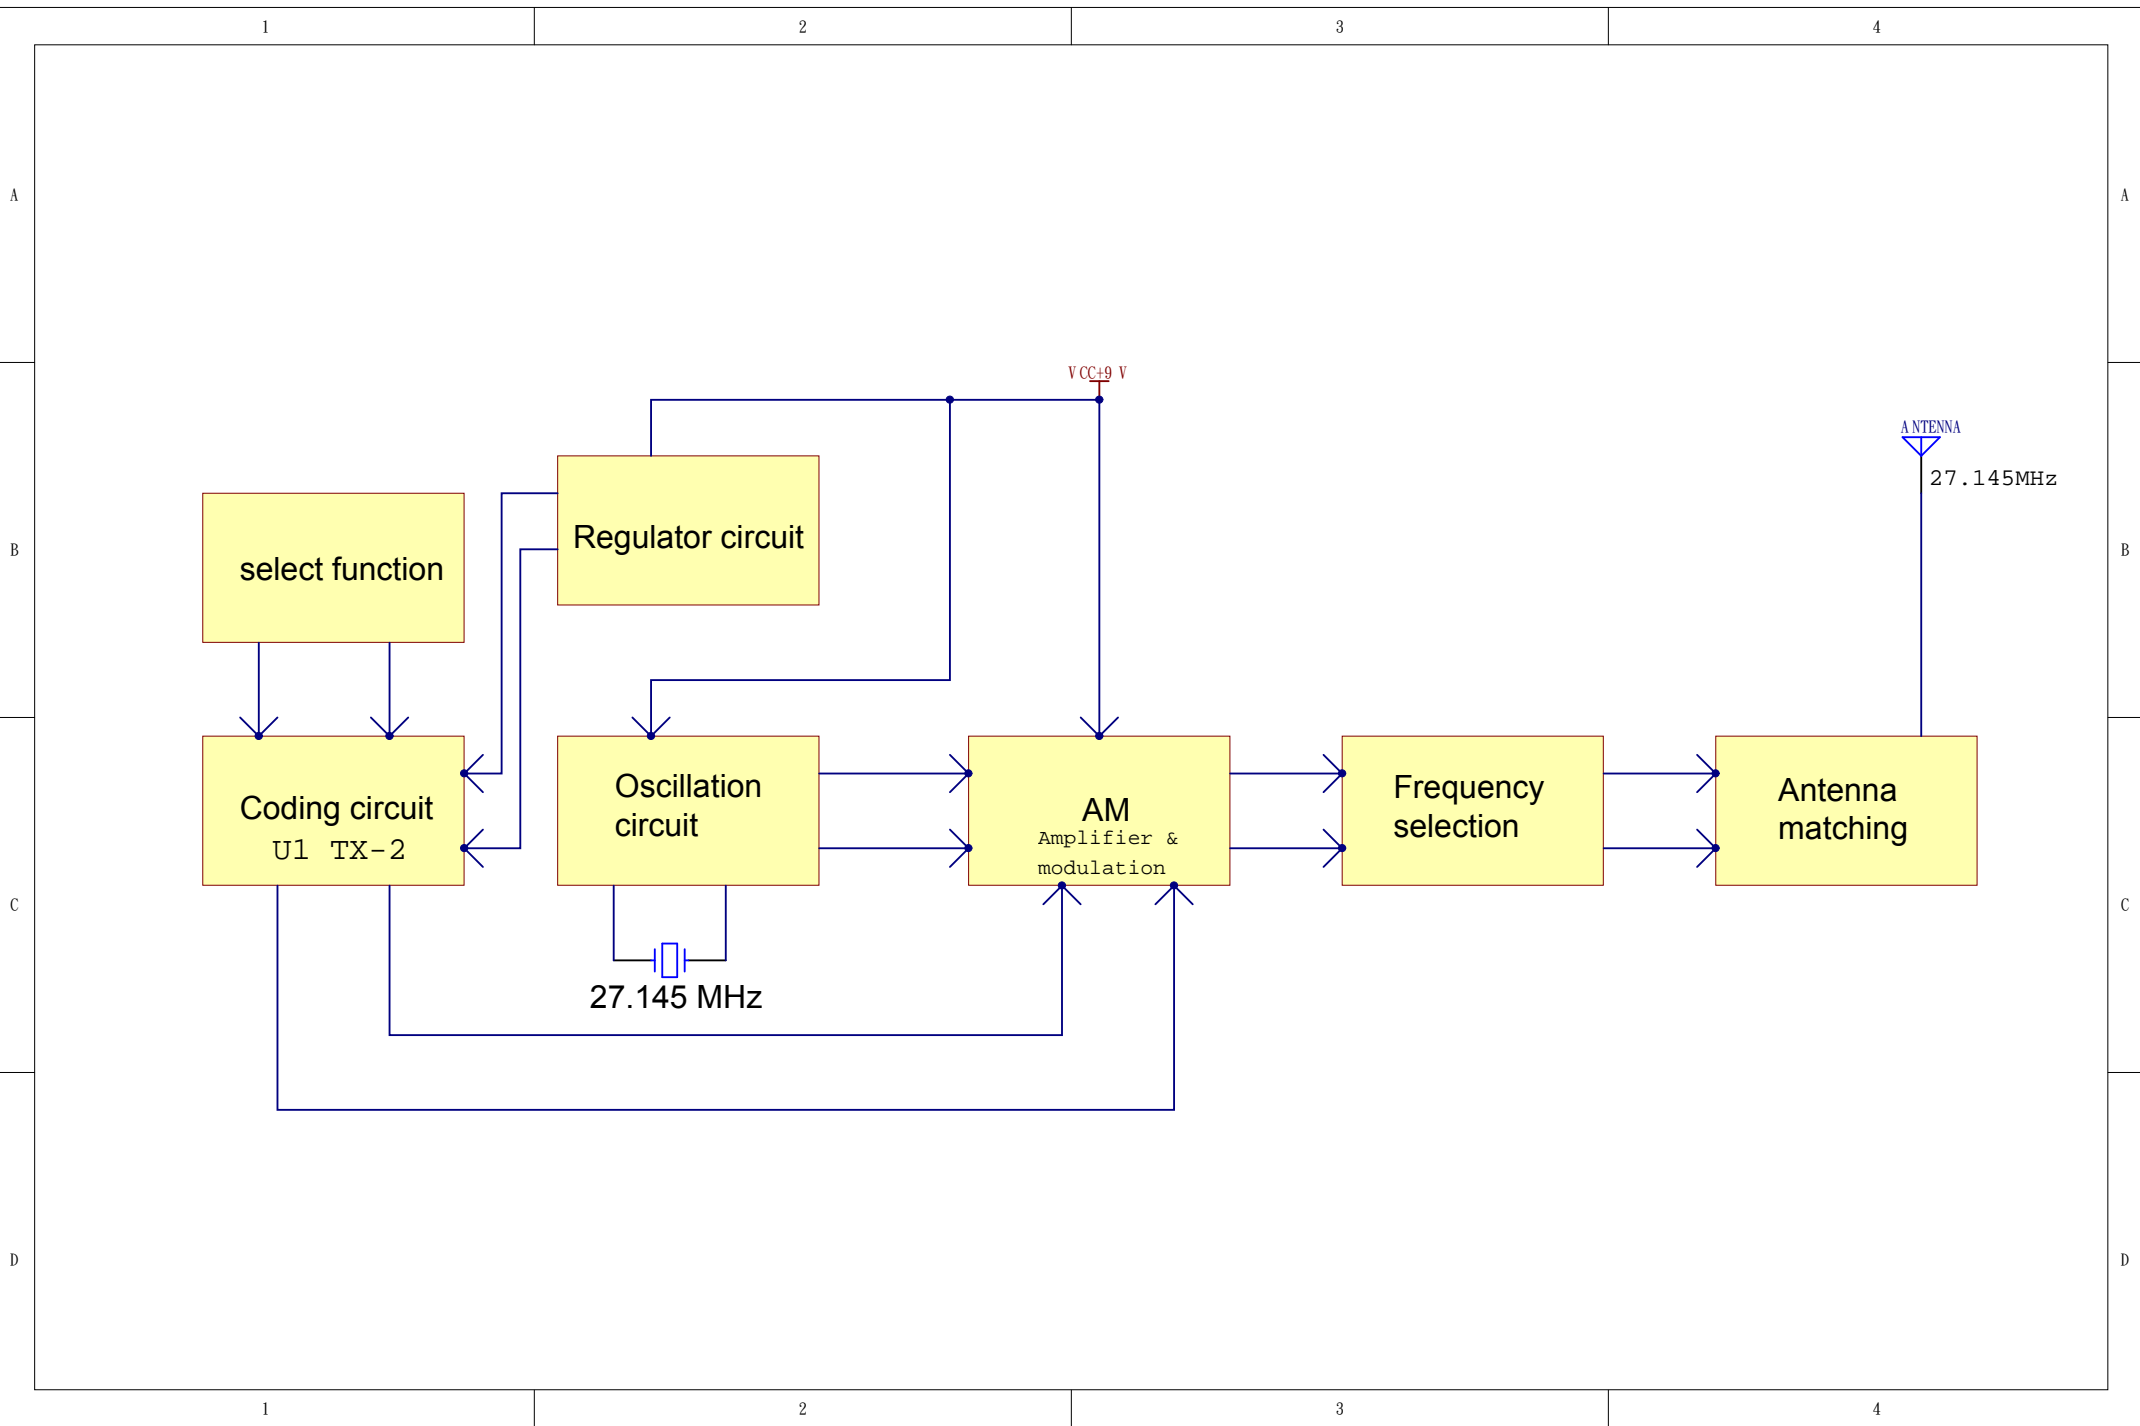 1 2 3 4
A A
VCC+9 V
ANTENNA
27.145MHz
Regulator circuit
select function
B B
Oscillation
circuit
Coding circuit
U1 TX-2
AM
Amplifier &
modulation
Frequency
selection
Antenna
matching
C C
27.145 MHz
D D
1 2 3 4